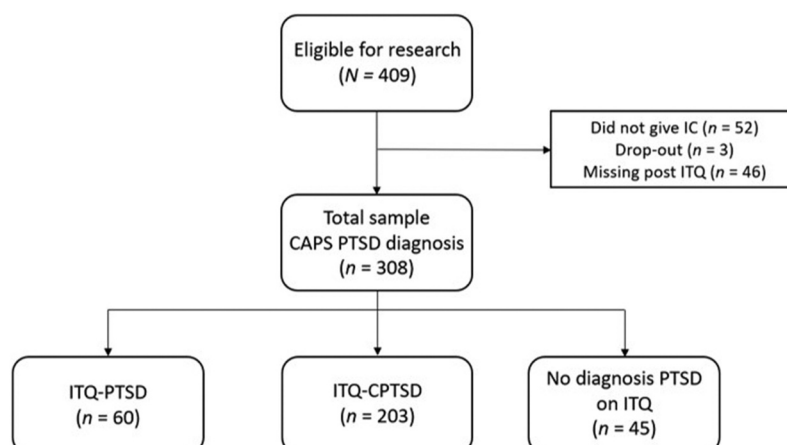 Eligible for research
(N = 409)
Did not give IC (n = 52)
Drop-out (n = 3)
Missing post ITQ (n = 46)
Total sample
CAPS PTSD diagnosis
(n = 308)
ITQ-PTSD
(n = 60)
ITQ-CPTSD
(n = 203)
No diagnosis PTSD
on ITQ
(n = 45)